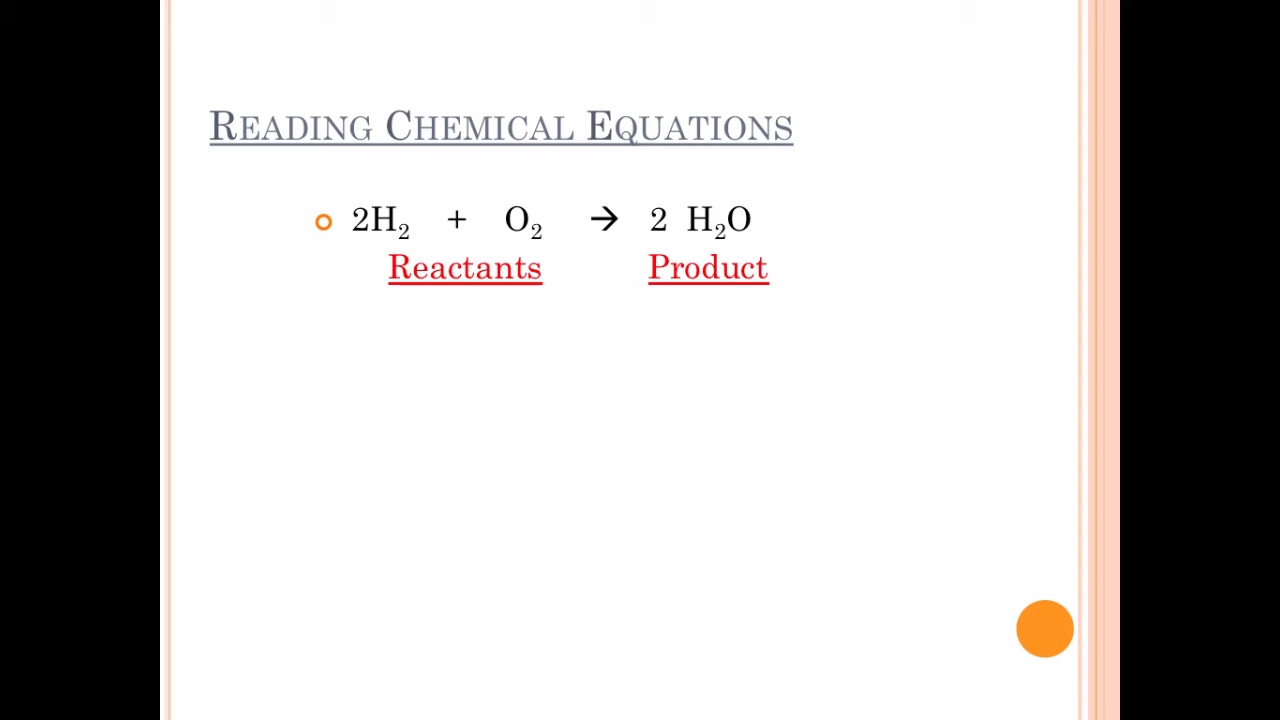 READING CHEMICAL EQUATIONS
2H₂ + O₂ → 2 H₂O
Reactants Product